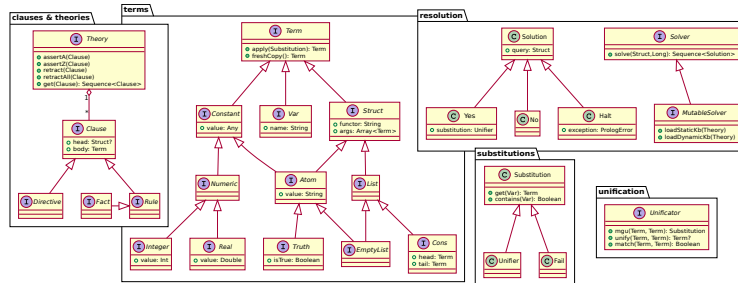 clauses & theories
I Theory
assertA(Clause)
assertZ(Clause)
retract(Clause)
retractAll(Clause)
get(Clause): Sequence<Clause>
1
*
I Clause
head: Struct?
body: Term
I Directive
I Fact
I Rule
terms
I Term
apply(Substitution): Term
freshCopy(): Term
I Constant
value: Any
I Var
name: String
I Struct
functor: String
args: Array<Term>
I Numeric
I Atom
value: String
I List
I Integer
value: Int
I Real
value: Double
I Truth
isTrue: Boolean
I EmptyList
I Cons
head: Term
tail: Term
resolution
C Solution
query: Struct
C Yes
substitution: Unifier
C No
C Halt
exception: PrologError
I Solver
solve(Struct,Long): Sequence<Solution>
I MutableSolver
loadStaticKb(Theory)
loadDynamicKb(Theory)
substitutions
C Substitution
get(Var): Term
contains(Var): Boolean
C Unifier
C Fail
unification
I Unificator
mgu(Term, Term): Substitution
unify(Term, Term): Term?
match(Term, Term): Boolean